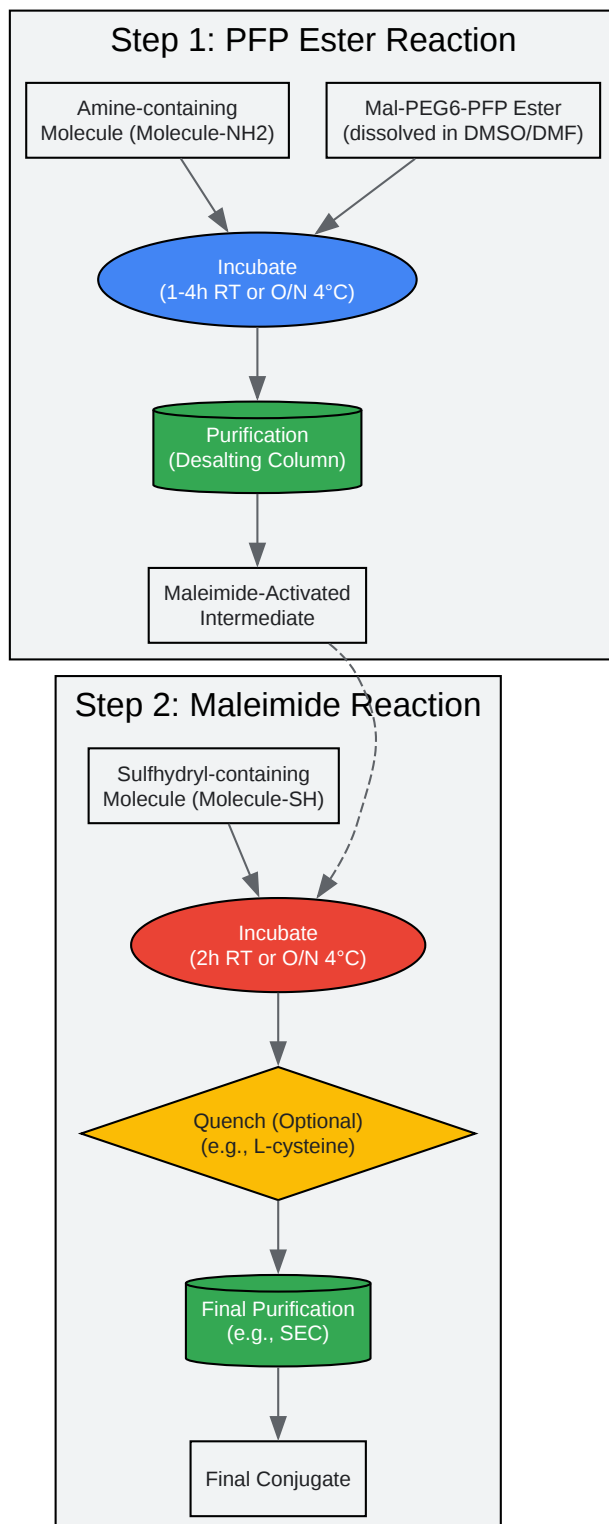 Step 1: PFP Ester Reaction
Amine-containing
Molecule (Molecule-NH2)
Mal-PEG6-PFP Ester
(dissolved in DMSO/DMF)
Incubate
(1-4h RT or O/N 4°C)
Purification
(Desalting Column)
Maleimide-Activated
Intermediate
Step 2: Maleimide Reaction
Sulfhydryl-containing
Molecule (Molecule-SH)
Incubate
(2h RT or O/N 4°C)
Quench (Optional)
(e.g., L-cysteine)
Final Purification
(e.g., SEC)
Final Conjugate